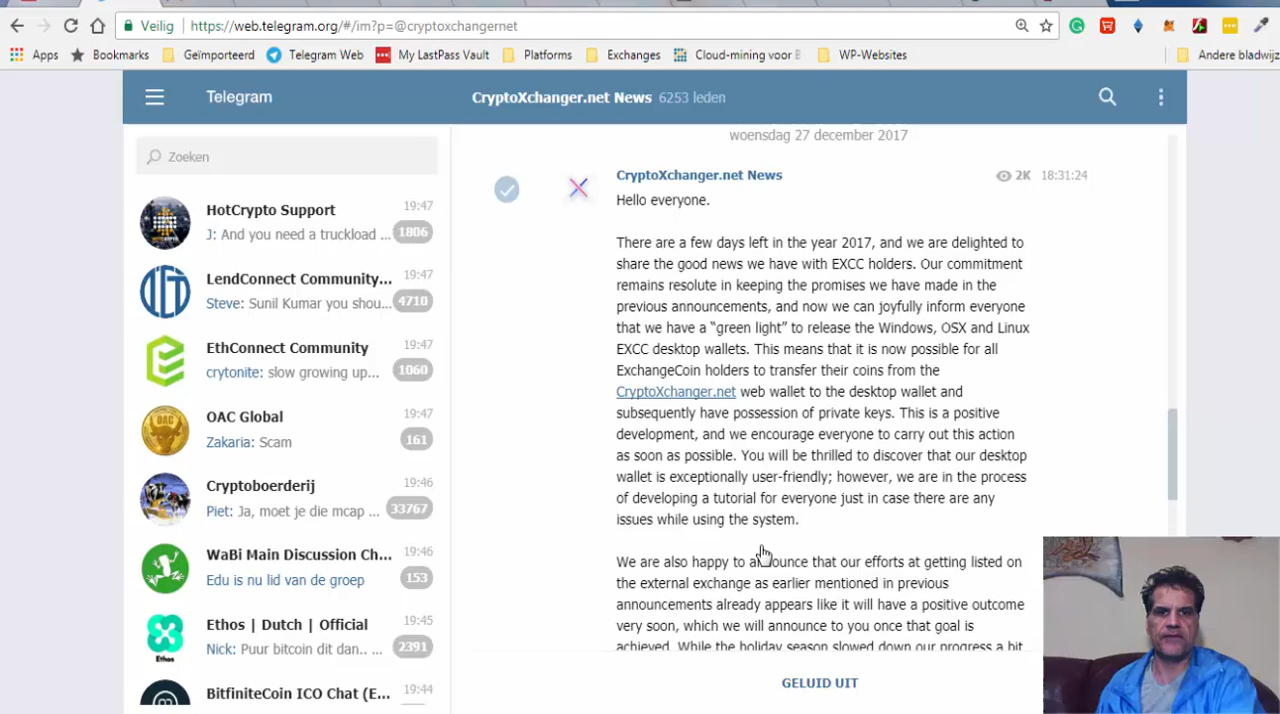 Veilig https://web.telegram.org/#/im?p=@cryptoxchangernet
Apps Bookmarks Geïmporteerd Telegram Web My LastPass Vault Platforms Exchanges Cloud-mining voor B WP-Websites Andere bladwijz
Telegram
CryptoXchanger.net News 6253 leden
Zoeken
HotCrypto Support 19:47
J: And you need a truckload ... 1806
LendConnect Community... 19:47
Steve: Sunil Kumar you shou... 4710
EthConnect Community 19:47
crytonite: slow growing up... 1060
OAC Global 19:47
Zakaria: Scam 161
Cryptoboerderij 19:46
Piet: Ja, moet je die mcap ... 33767
WaBi Main Discussion Ch... 19:46
Edu is nu lid van de groep 153
Ethos | Dutch | Official 19:45
Nick: Puur bitcoin dit dan.. ... 2391
BitfiniteCoin ICO Chat (E... 19:44
woensdag 27 december 2017
CryptoXchanger.net News 2K 18:31:24
Hello everyone.
There are a few days left in the year 2017, and we are delighted to
share the good news we have with EXCC holders. Our commitment
remains resolute in keeping the promises we have made in the
previous announcements, and now we can joyfully inform everyone
that we have a “green light” to release the Windows, OSX and Linux
EXCC desktop wallets. This means that it is now possible for all
ExchangeCoin holders to transfer their coins from the
CryptoXchanger.net web wallet to the desktop wallet and
subsequently have possession of private keys. This is a positive
development, and we encourage everyone to carry out this action
as soon as possible. You will be thrilled to discover that our desktop
wallet is exceptionally user-friendly; however, we are in the process
of developing a tutorial for everyone just in case there are any
issues while using the system.
We are also happy to announce that our efforts at getting listed on
the external exchange as earlier mentioned in previous
announcements already appears like it will have a positive outcome
very soon, which we will announce to you once that goal is
achieved. While the holiday season slowed down our progress a bit
GELUID UIT